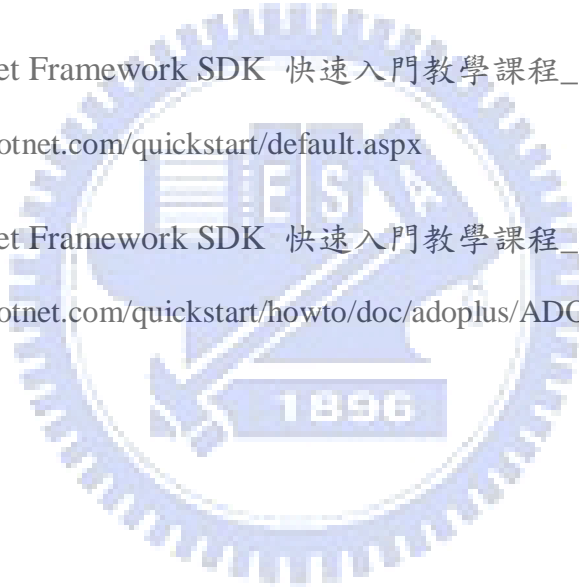 et Framework SDK 快速入門教學課程_
otnet.com/quickstart/default.aspx
ESA
et Framework SDK 快速入門教學課程_
otnet.com/quickstart/howto/doc/adoplus/ADO
1896